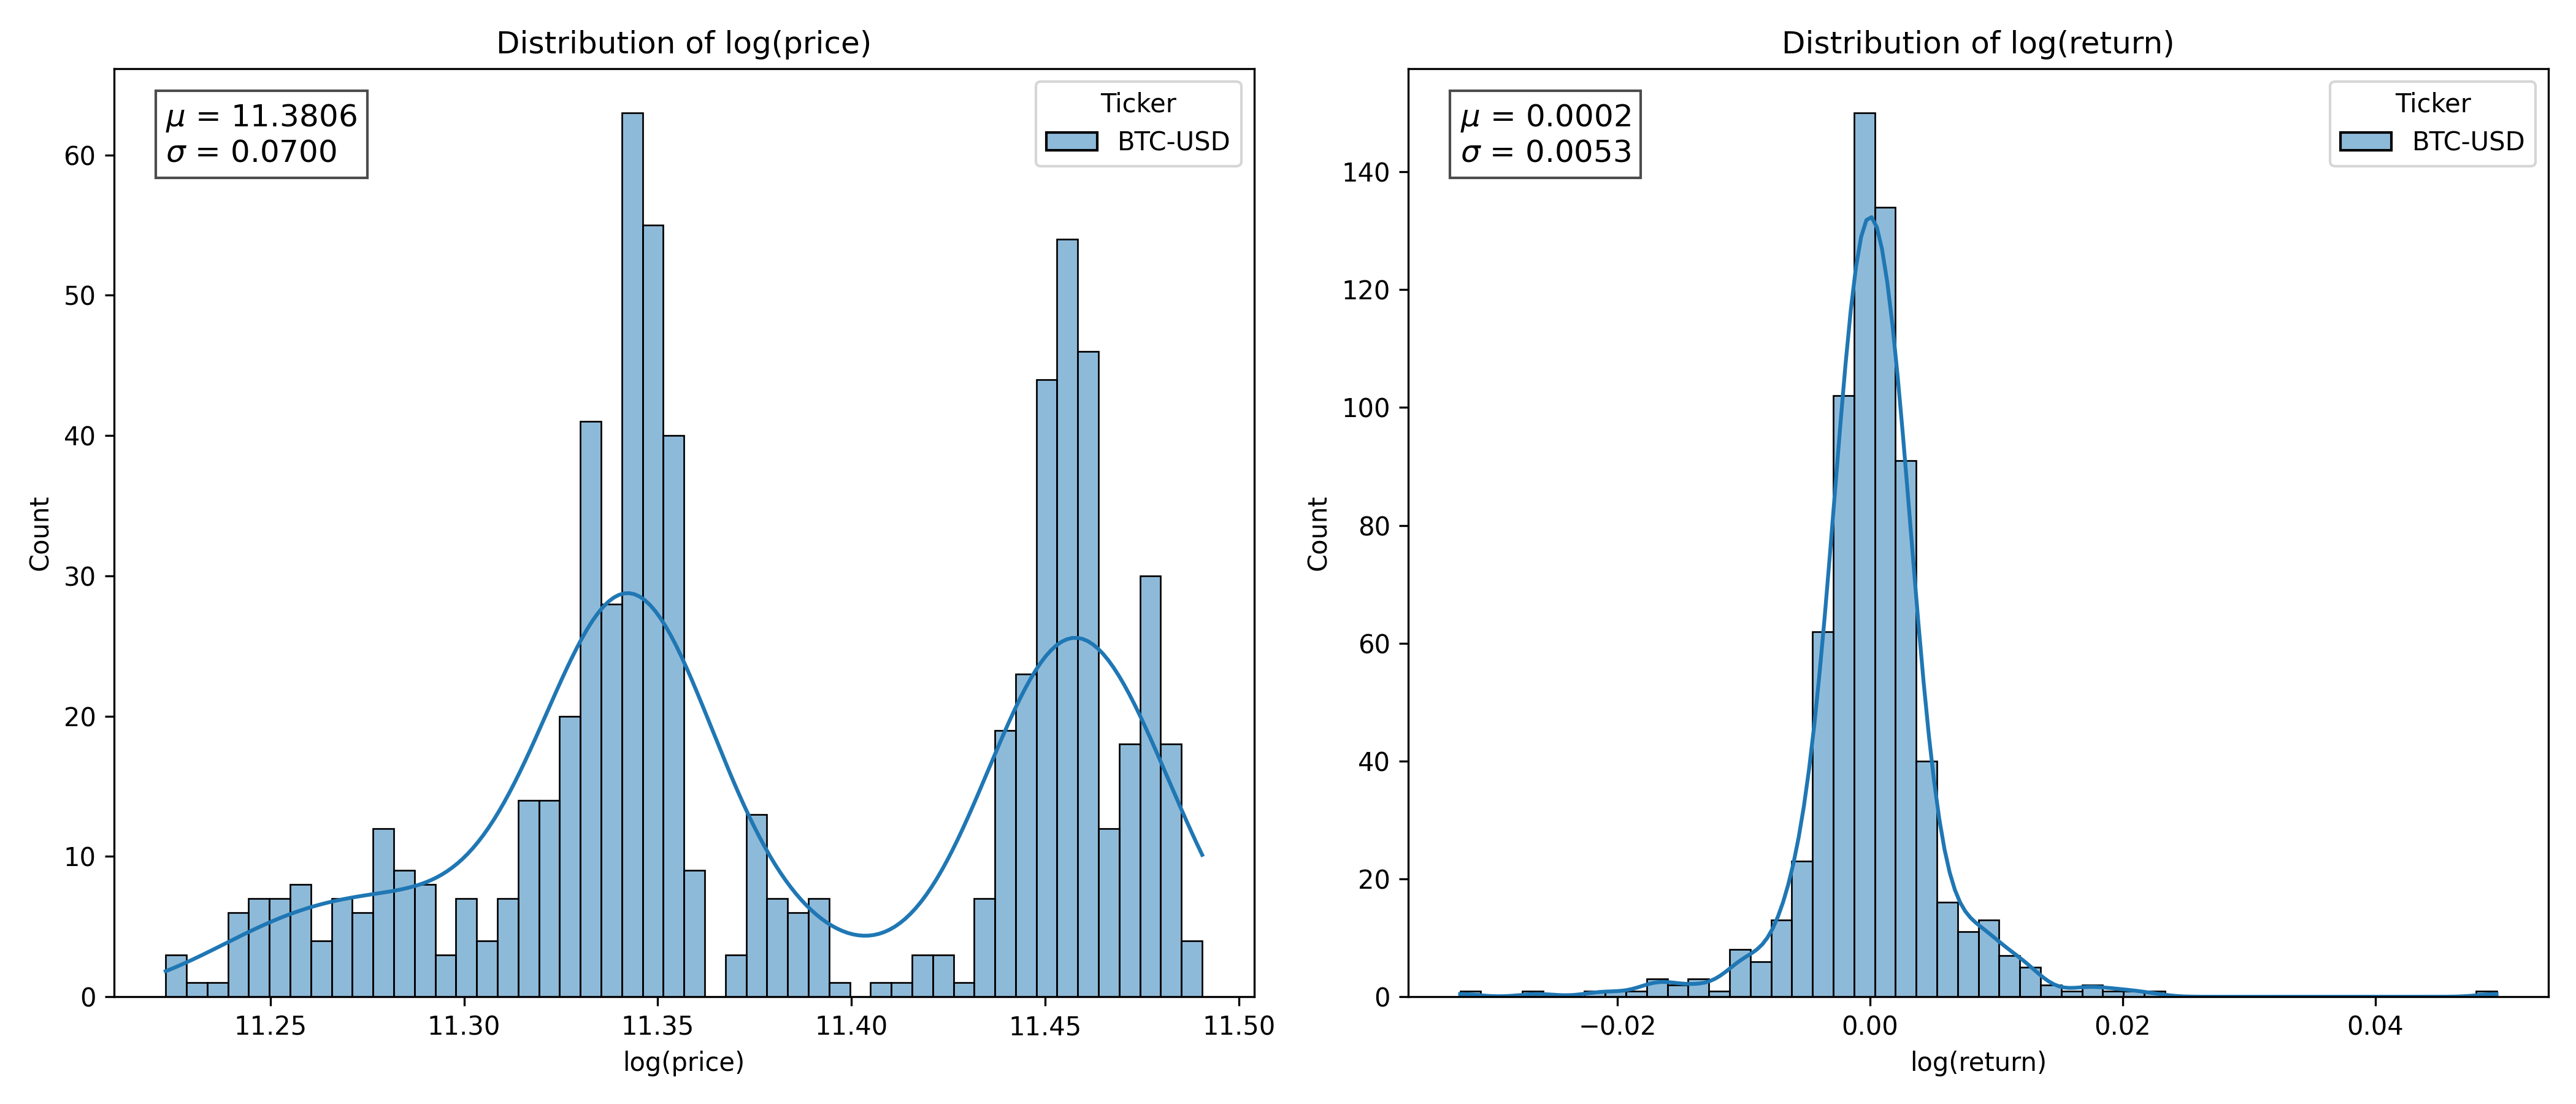 Distribution of log(price)
μ = 11.3806
σ = 0.0700
Ticker
BTC-USD
Count
60
50
40
30
20
10
0
11.25 11.30 11.35 11.40 11.45 11.50
log(price)
Distribution of log(return)
μ = 0.0002
σ = 0.0053
Ticker
BTC-USD
Count
140
120
100
80
60
40
20
0
−0.02 0.00 0.02 0.04
log(return)